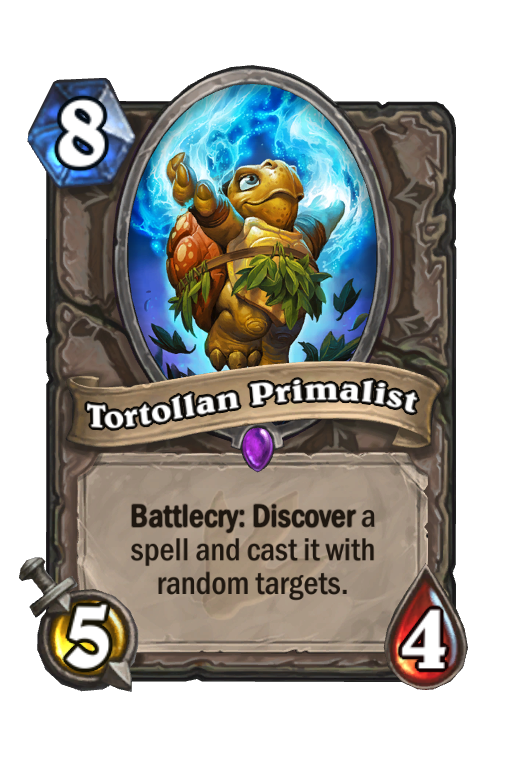 8
Tortollan Primalist
Battlecry: Discover a
spell and cast it with
random targets.
5
4